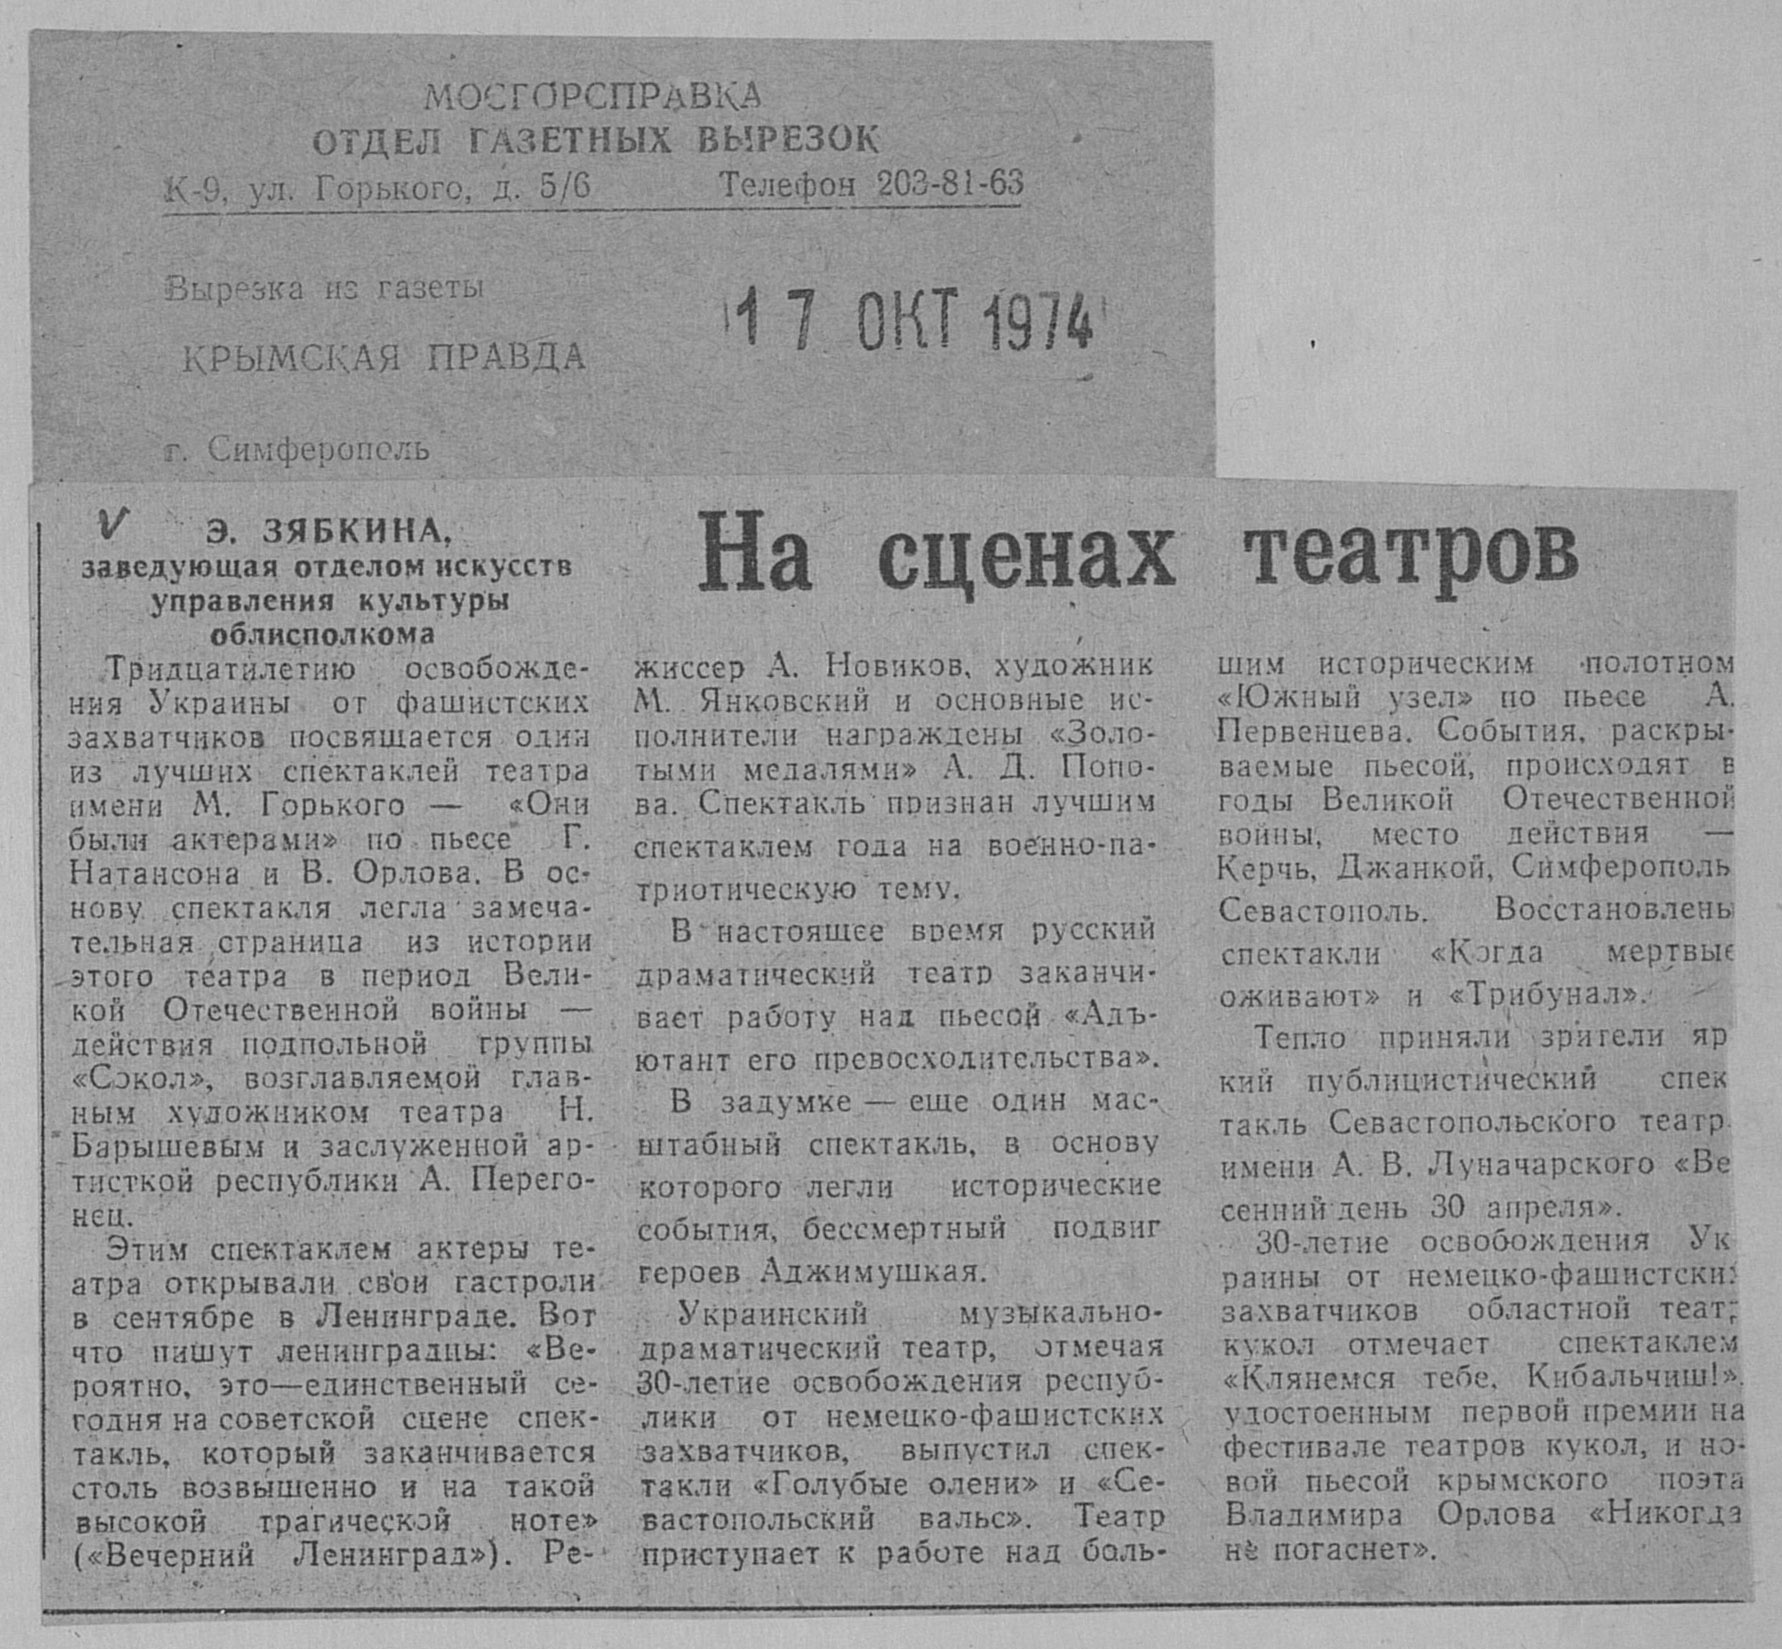 МОСГОРСПРАВКА
ОТДЕЛ ГАЗЕТНЫХ ВЫРЕЗОК
К-9, ул. Горького, д. 5/6 Телефон 203-81-63
Вырезка из газеты
КРЫМСКАЯ ПРАВДА
г. Симферополь
17 ОКТ 1974
На сценах театров
Э. ЗЯБКИНА,
заведующая отделом искусств
управления культуры
облисполкома
Тридцатилетию освобожде-
ния Украины от фашистских
захватчиков посвящается один
из лучших спектаклей театра
имени М. Горького — «Они
были актерами» по пьесе Г.
Натансона и В. Орлова. В ос-
нову спектакля легла замеча-
тельная страница из истории
этого театра в период Вели-
кой Отечественной войны —
действия подпольной группы
«Сокол», возглавляемой глав-
ным художником театра Н.
Барышевым и заслуженной ар-
тисткой республики А. Перего-
нец.
Этим спектаклем актеры те-
атра открывали свои гастроли
в сентябре в Ленинграде. Вот
что пишут ленинградцы: «Ве-
роятно, это—единственный се-
годня на советской сцене спек-
такль, который заканчивается
столь возвышенно и на такой
высокой трагической ноте»
(«Вечерний Ленинград»). Ре-
жиссер А. Новиков, художник
М. Янковский и основные ис-
полнители награждены «Золо-
тыми медалями» А. Д. Попо-
ва. Спектакль признан лучшим
спектаклем года на военно-па-
триотическую тему.
В настоящее время русский
драматический театр заканчи-
вает работу над пьесой «Адъ-
ютант его превосходительства».
В задумке — еще один мас-
штабный спектакль, в основу
которого легли исторические
события, бессмертный подвиг
героев Аджимушкая.
Украинский музыкально-
драматический театр, отмечая
30-летие освобождения респуб-
лики от немецко-фашистских
захватчиков, выпустил спек-
такли «Голубые олени» и «Се-
вастопольский вальс». Театр
приступает к работе над боль-
шим историческим полотном
«Южный узел» по пьесе А.
Первенцева. События, раскры-
ваемые пьесой, происходят в
годы Великой Отечественной
войны, место действия —
Керчь, Джанкой, Симферополь
Севастополь. Восстановлены
спектакли «Когда мертвые
оживают» и «Трибунал».
Тепло приняли зрители яр
кий публицистический спек
такль Севастопольского театр
имени А. В. Луначарского «Ве
сенний день 30 апреля».
30-летие освобождения Ук
раины от немецко-фашистских
захватчиков областной театр
кукол отмечает спектаклем
«Клянемся тебе, Кибальчиш!»,
удостоенным первой премии на
фестивале театров кукол, и но-
вой пьесой крымского поэта
Владимира Орлова «Никогда
не погаснет».